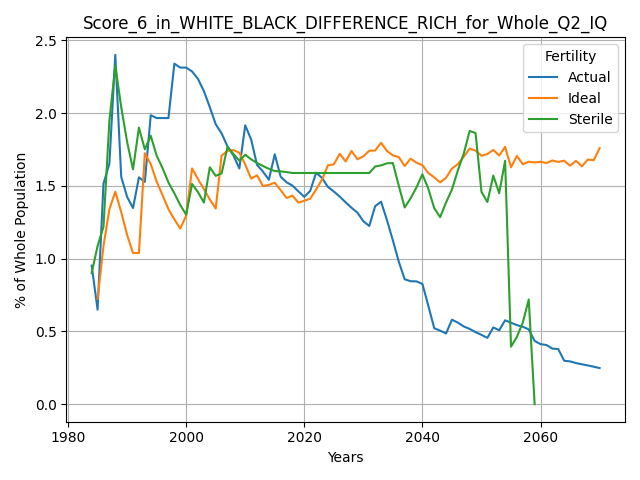 Score_6_in_WHITE_BLACK_DIFFERENCE_RICH_for_Whole_Q2_IQ
2.5
2.0
1.5
1.0
0.5
0.0
% of Whole Population
Fertility
Actual
Ideal
Sterile
1980
2000
2020
2040
2060
Years